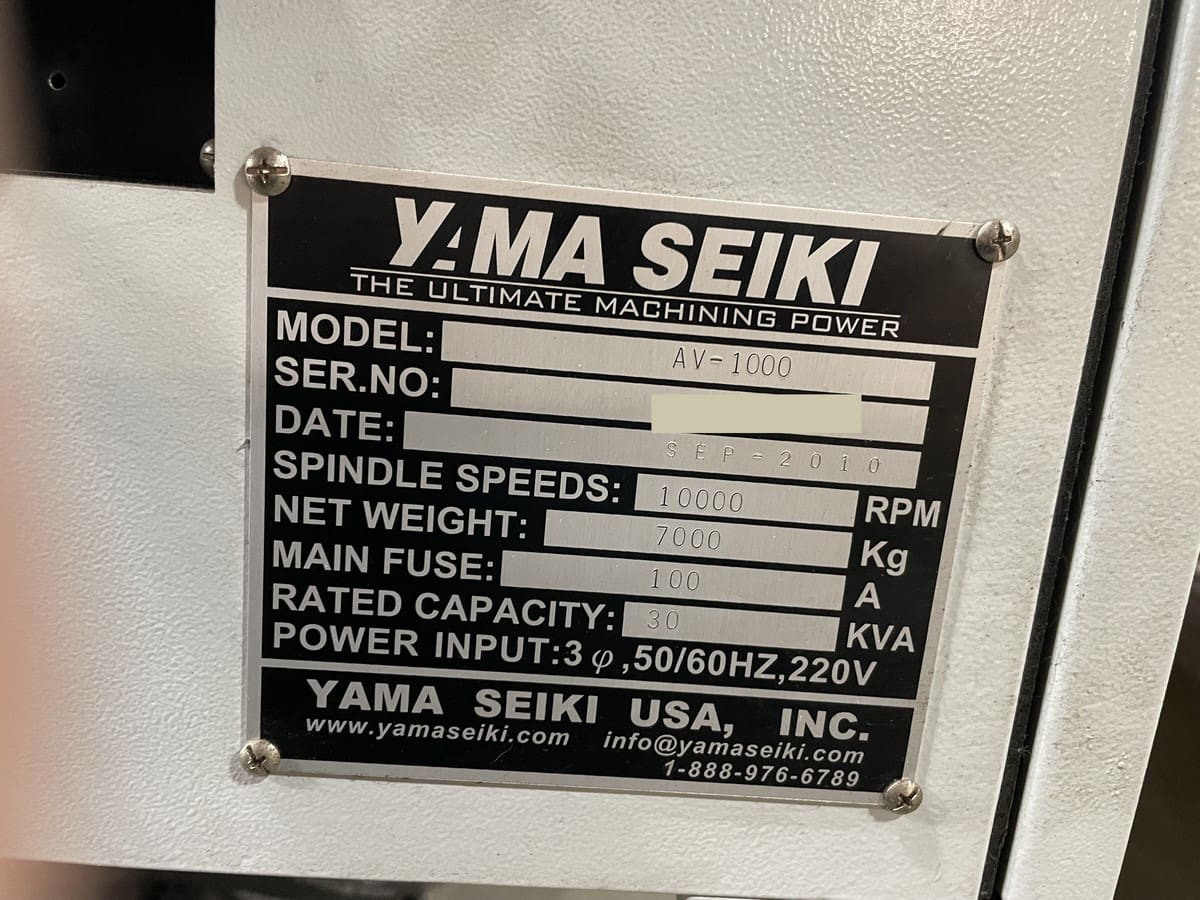 YAMA SEIKI
THE ULTIMATE MACHINING POWER
MODEL: AV-1000
SER.NO:
DATE: SEP-2010
SPINDLE SPEEDS: 10000 RPM
NET WEIGHT: 7000 Kg
MAIN FUSE: 100 A
RATED CAPACITY: 30 KVA
POWER INPUT:3 φ,50/60HZ,220V
YAMA SEIKI USA, INC.
www.yamaseiki.com info@yamaseiki.com
1-888-976-6789